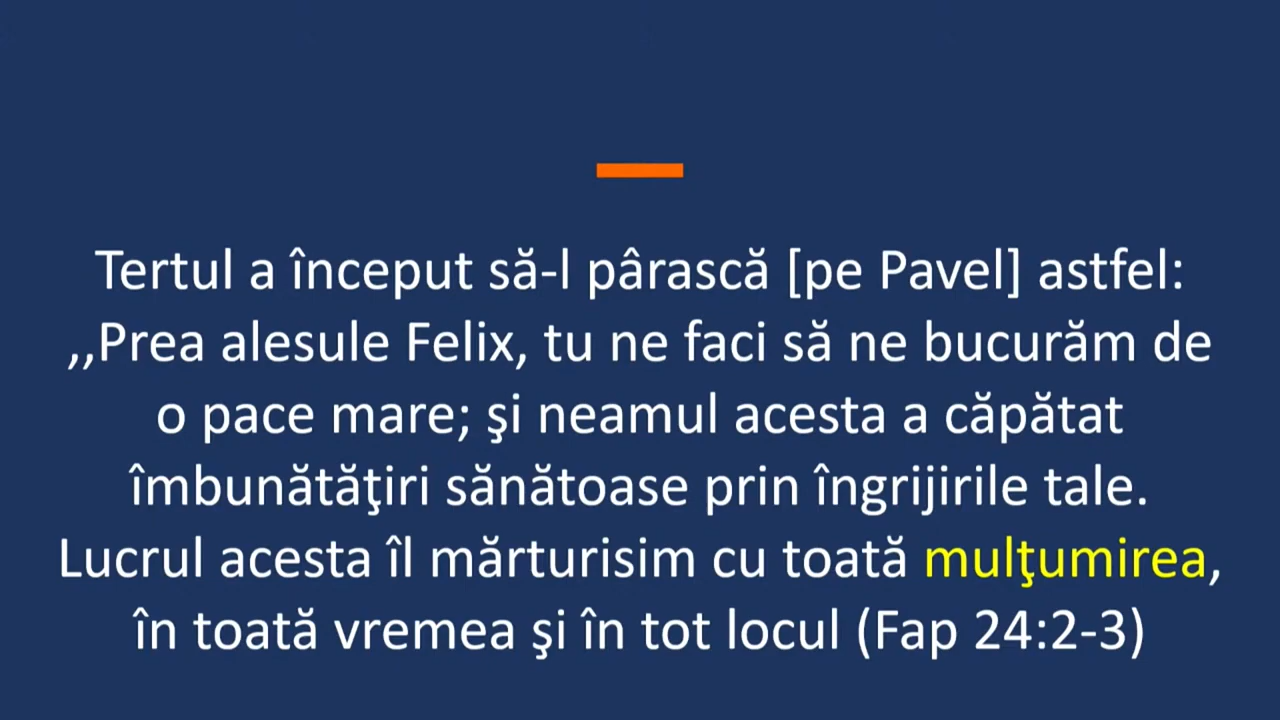 Tertul a început să-l pârască [pe Pavel] astfel:
,,Prea alesule Felix, tu ne faci să ne bucurăm de
o pace mare; şi neamul acesta a căpătat
îmbunătăţiri sănătoase prin îngrijirile tale.
Lucrul acesta îl mărturisim cu toată mulţumirea,
în toată vremea şi în tot locul (Fap 24:2-3)